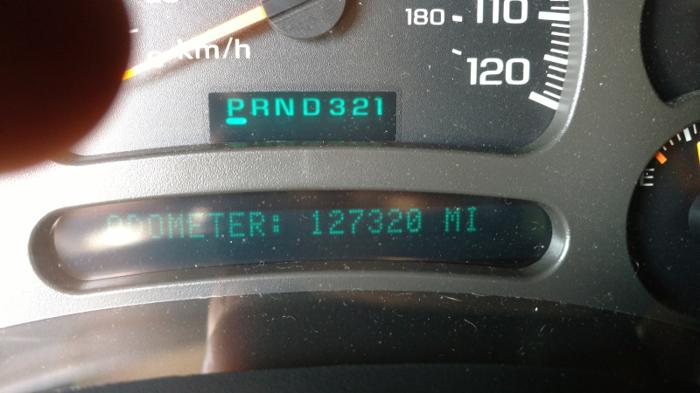 180 110
km/h
120
PRND321
ODOMETER: 127320 MI
E